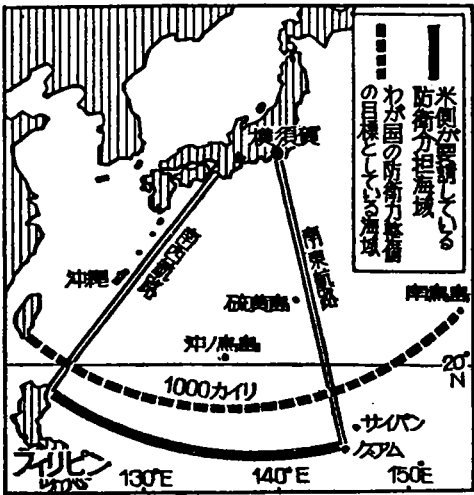 米側が要請している
防衛分担海域
わが国の防衛力整備
の目標としている海域
横須賀
南西航路
南東航路
沖縄
硫黄島
南鳥島
沖ノ鳥島
20°
N
1000カイリ
サイパン
グアム
フィリピン
130°E
140°E
150°E